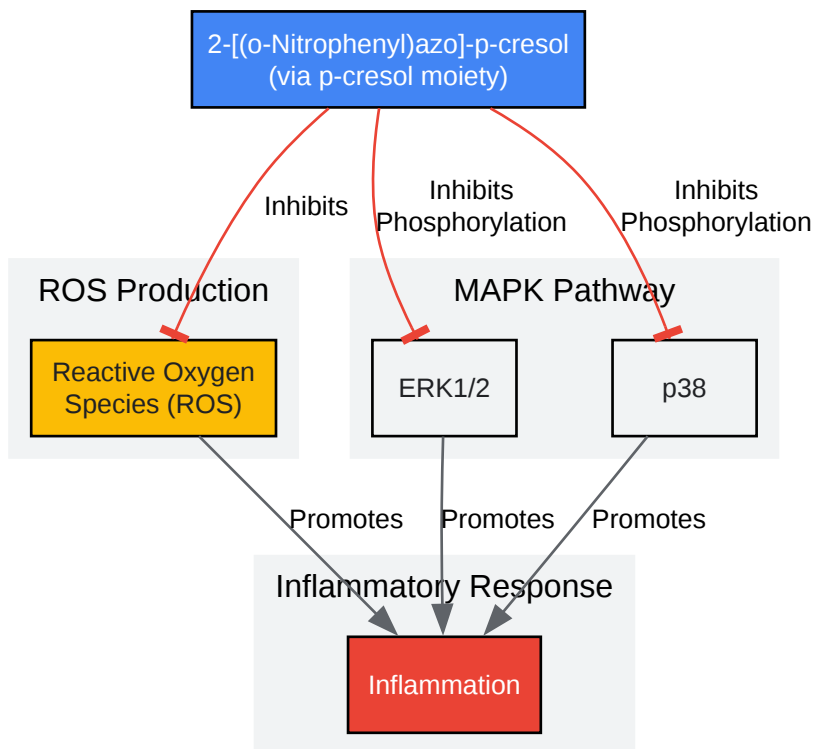 2-[(o-Nitrophenyl)azo]-p-cresol
(via p-cresol moiety)
Inhibits
Inhibits
Phosphorylation
Inhibits
Phosphorylation
ROS Production
MAPK Pathway
Reactive Oxygen
Species (ROS)
ERK1/2
p38
Promotes
Promotes
Promotes
Inflammatory Response
Inflammation